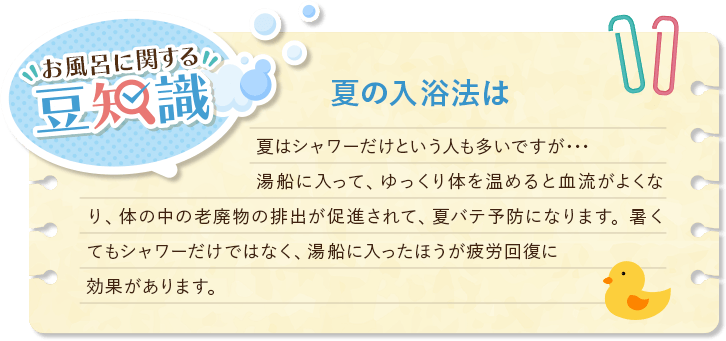 お風呂に関する
豆知識
夏の入浴法は
夏はシャワーだけという人も多いですが･･･
湯船に入って、ゆっくり体を温めると血流がよくな
り、体の中の老廃物の排出が促進されて、夏バテ予防になります。暑く
てもシャワーだけではなく、湯船に入ったほうが疲労回復に
効果があります。